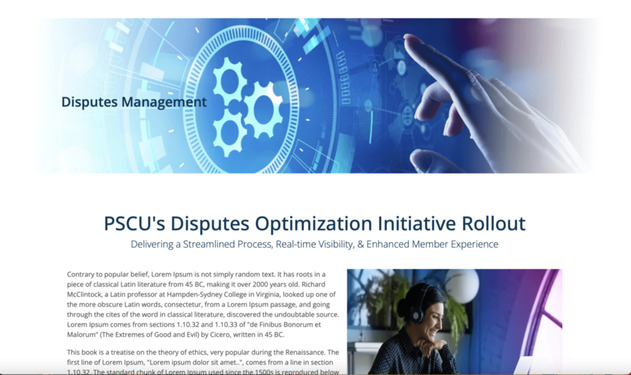 Disputes Management
PSCU's Disputes Optimization Initiative Rollout
Delivering a Streamlined Process, Real-time Visibility, & Enhanced Member Experience
Contrary to popular belief, Lorem Ipsum is not simply random text. It has roots in a
piece of classical Latin literature from 45 BC, making it over 2000 years old. Richard
McClintock, a Latin professor at Hampden-Sydney College in Virginia, looked up one of
the more obscure Latin words, consectetur, from a Lorem Ipsum passage, and going
through the cites of the word in classical literature, discovered the undoubtable source.
Lorem Ipsum comes from sections 1.10.32 and 1.10.33 of "de Finibus Bonorum et
Malorum" (The Extremes of Good and Evil) by Cicero, written in 45 BC.
This book is a treatise on the theory of ethics, very popular during the Renaissance. The
first line of Lorem Ipsum, "Lorem ipsum dolor sit amet..", comes from a line in section
1.10.32. The standard chunk of Lorem Ipsum used since the 1500s is reproduced below